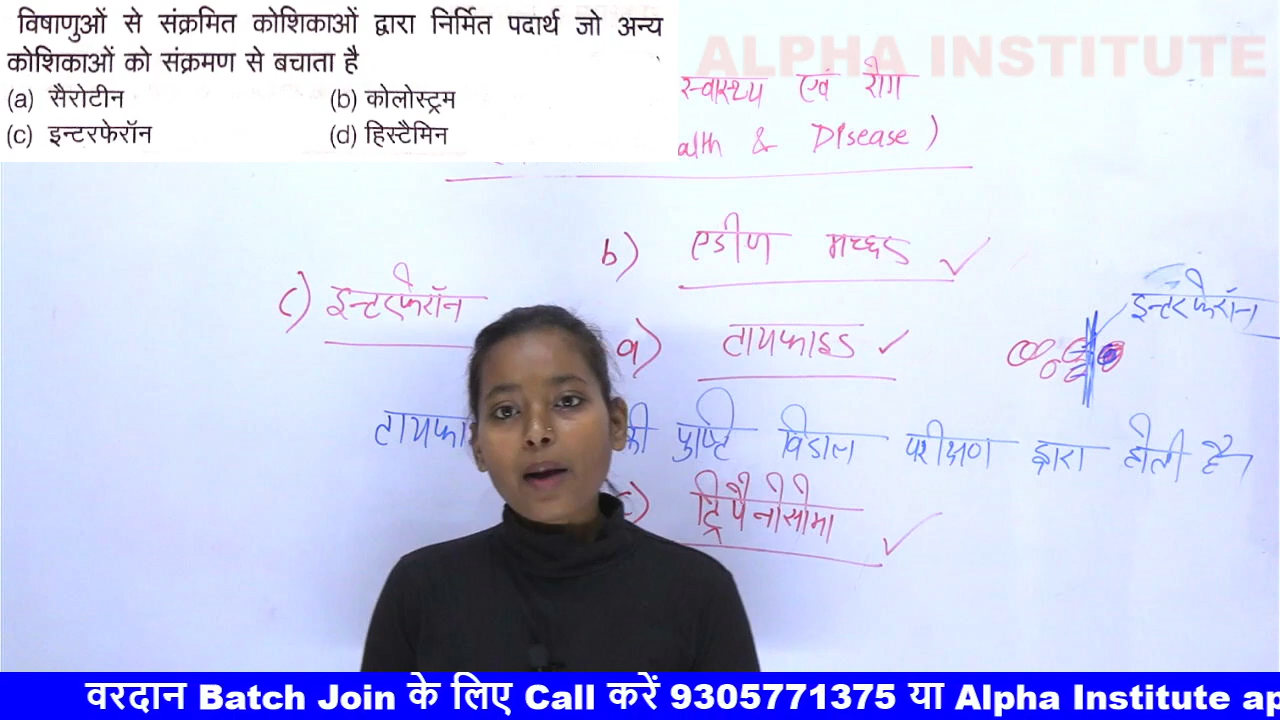 विषाणुओं से संक्रमित कोशिकाओं द्वारा निर्मित पदार्थ जो अन्य
कोशिकाओं को संक्रमण से बचाता है
(a) सैरोटीन (b) कोलोस्ट्रम
(c) इन्टरफेरॉन (d) हिस्टैमिन
ALPHA INSTITUTE
स्वास्थ्य एवं रोग
alth & Disease )
b) एडीज मच्छड
c) इन्टरफेरॉन
इन्टरफेरॉन
a) टायफाइड
टायफा की पुष्टि विडाल परीक्षण द्वारा होती है
c) ट्रिपैनोसोमा
वरदान Batch Join के लिए Call करें 9305771375 या Alpha Institute ap